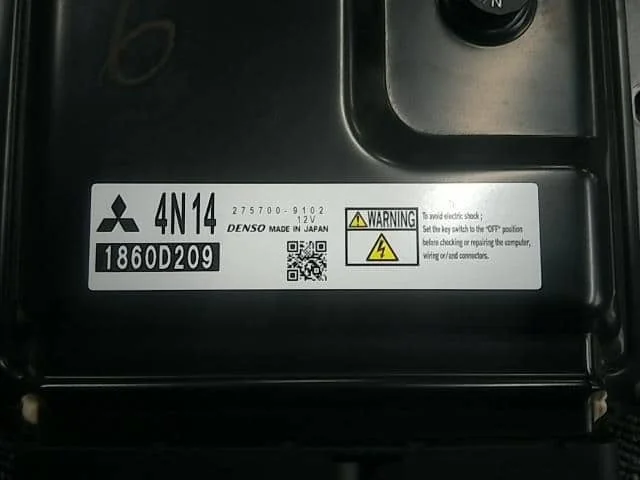 N
6
4N14
275700-9102
12V
DENSO MADE IN JAPAN
1860D209
WARNING
To avoid electric shock ;
Set the key switch to the "OFF" position
before checking or repairing the computer,
wiring or/and connectors.